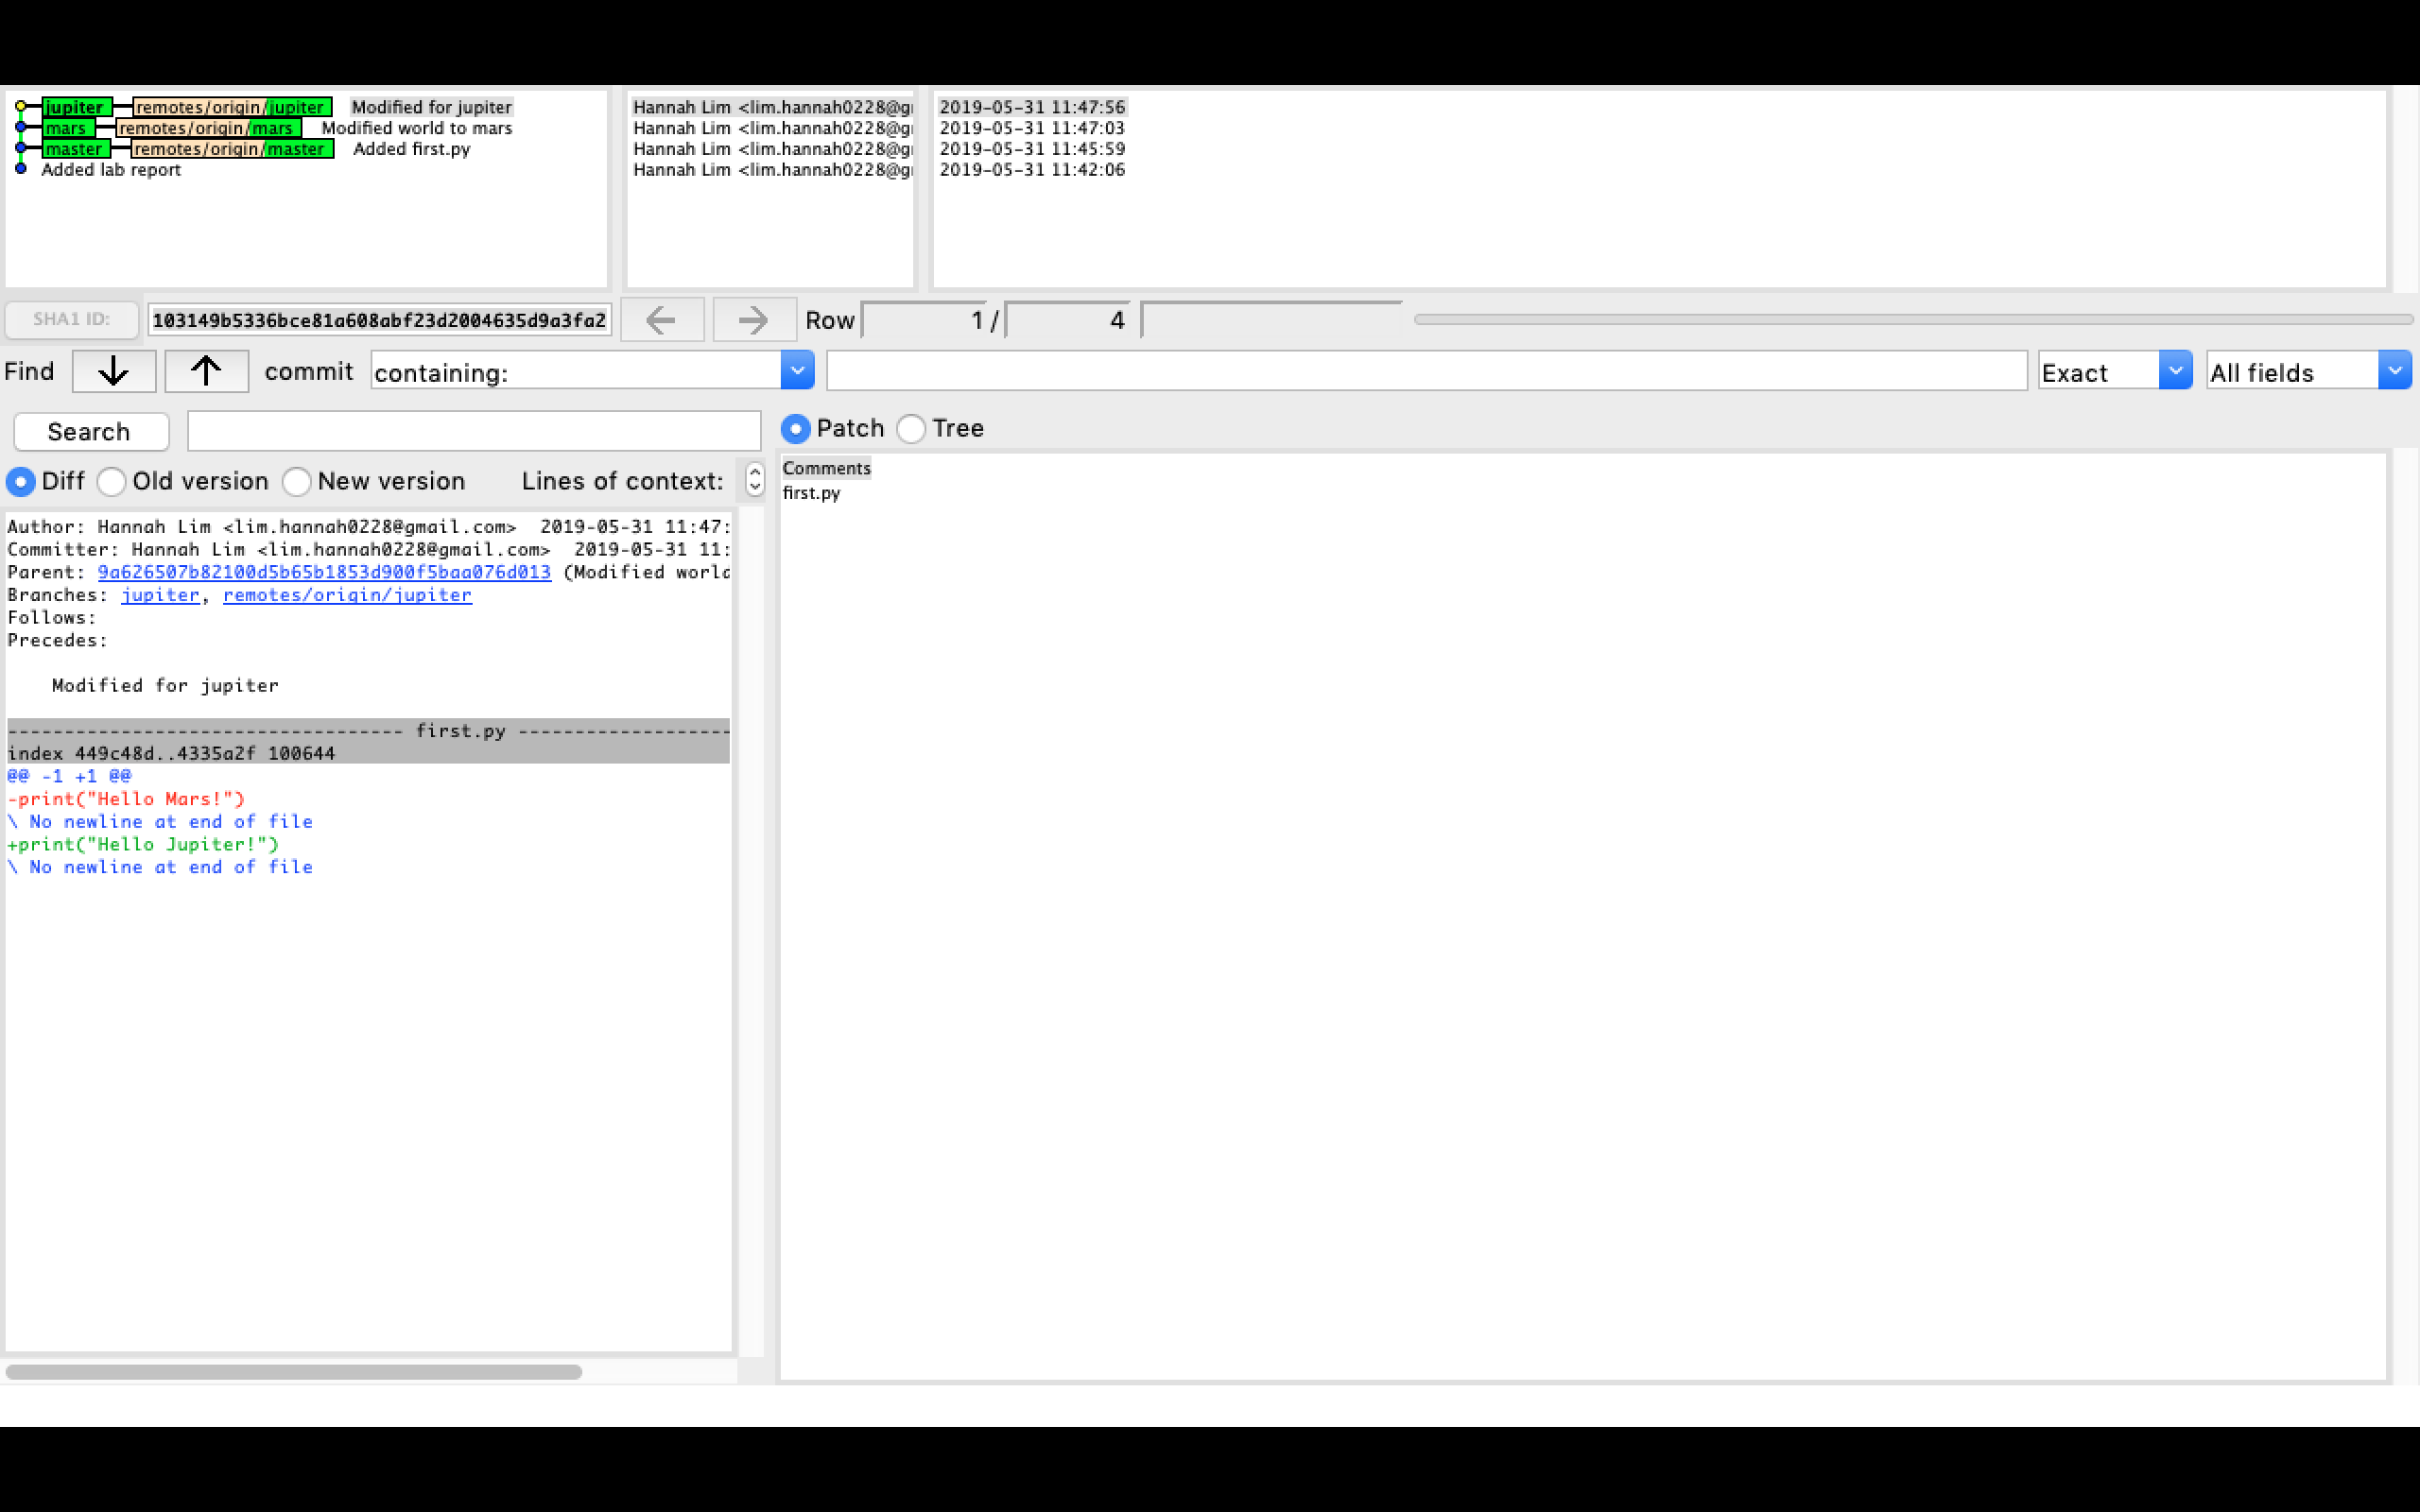 jupiter remotes/origin/jupiter Modified for jupiter Hannah Lim <lim.hannah0228@g 2019-05-31 11:47:56
mars remotes/origin/mars Modified world to mars Hannah Lim <lim.hannah0228@g 2019-05-31 11:47:03
master remotes/origin/master Added first.py Hannah Lim <lim.hannah0228@g 2019-05-31 11:45:59
Added lab report Hannah Lim <lim.hannah0228@g 2019-05-31 11:42:06
SHA1 ID: 103149b5336bce81a608abf23d2004635d9a3fa2 Row 1 / 4
Find commit containing: Exact All fields
Search Patch Tree
Diff Old version New version Lines of context:
Comments
first.py
Author: Hannah Lim <lim.hannah0228@gmail.com> 2019-05-31 11:47:
Committer: Hannah Lim <lim.hannah0228@gmail.com> 2019-05-31 11:
Parent: 9a626507b82100d5b65b1853d900f5baa076d013 (Modified world
Branches: jupiter, remotes/origin/jupiter
Follows:
Precedes:
Modified for jupiter
----------------------------------- first.py -------------------
index 449c48d..4335a2f 100644
@@ -1 +1 @@
-print("Hello Mars!")
\ No newline at end of file
+print("Hello Jupiter!")
\ No newline at end of file